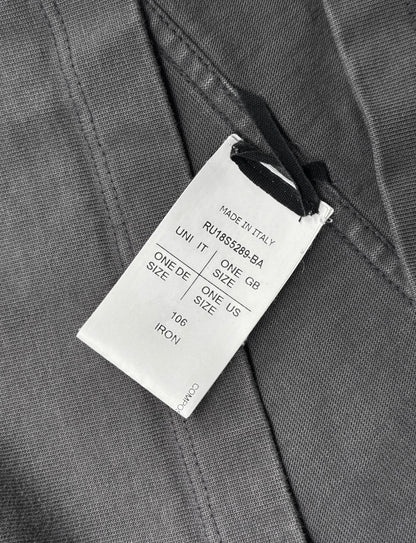 MADE IN ITALY
RU18S5289-BA
UNI IT ONE GB
SIZE
ONE DE ONE US
SIZE SIZE
106
IRON